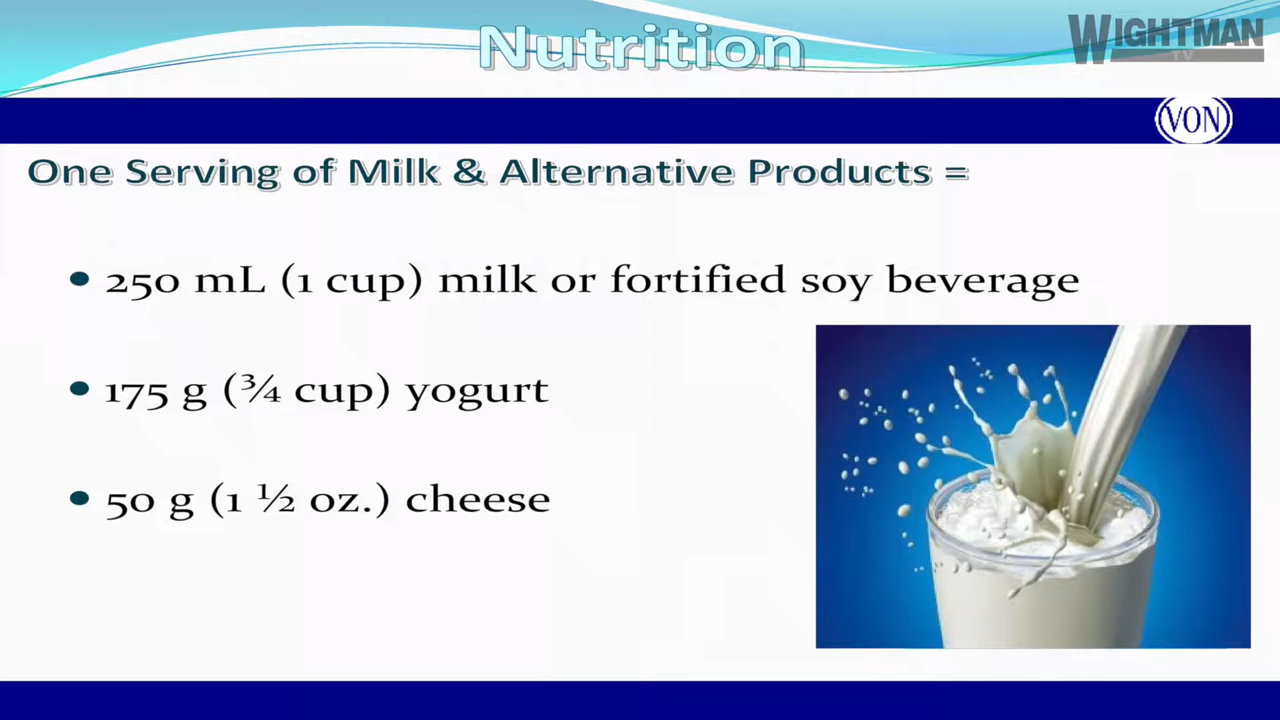 Nutrition
WIGHTMAN
TV
VON
One Serving of Milk & Alternative Products =
• 250 mL (1 cup) milk or fortified soy beverage
• 175 g (¾ cup) yogurt
• 50 g (1 ½ oz.) cheese